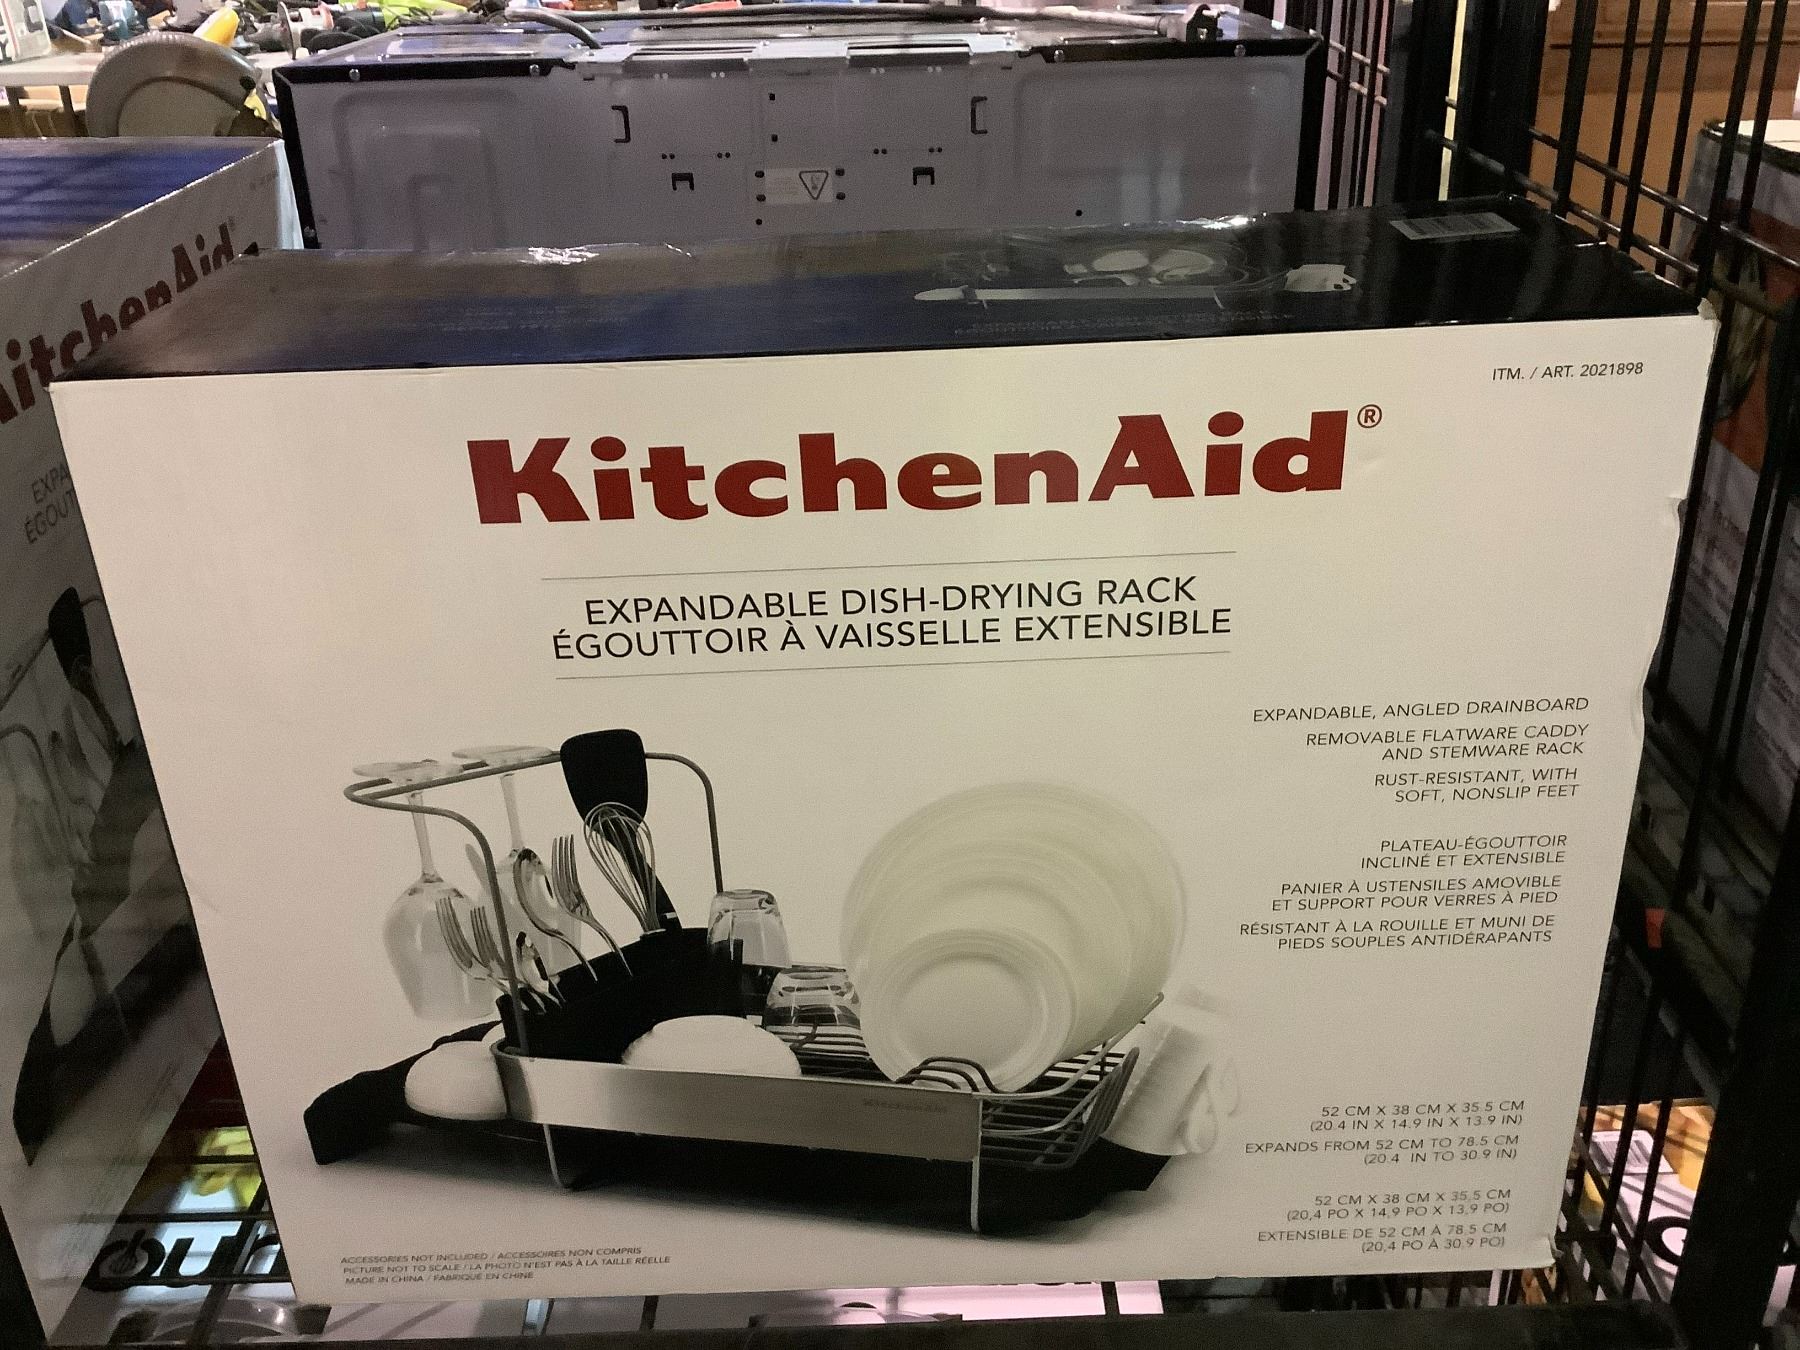 KitchenAid
EXPA
ÉGOUT
ITM. / ART. 2021898
KitchenAid®
EXPANDABLE DISH-DRYING RACK
ÉGOUTTOIR À VAISSELLE EXTENSIBLE
EXPANDABLE, ANGLED DRAINBOARD
REMOVABLE FLATWARE CADDY
AND STEMWARE RACK
RUST-RESISTANT, WITH
SOFT, NONSLIP FEET
PLATEAU-ÉGOUTTOIR
INCLINÉ ET EXTENSIBLE
PANIER À USTENSILES AMOVIBLE
ET SUPPORT POUR VERRES À PIED
RÉSISTANT À LA ROUILLE ET MUNI DE
PIEDS SOUPLES ANTIDÉRAPANTS
KitchenAid
52 CM X 38 CM X 35.5 CM
(20.4 IN X 14.9 IN X 13.9 IN)
EXPANDS FROM 52 CM TO 78.5 CM
(20.4 IN TO 30.9 IN)
52 CM X 38 CM X 35,5 CM
(20,4 PO X 14,9 PO X 13,9 PO)
EXTENSIBLE DE 52 CM À 78,5 CM
(20,4 PO À 30,9 PO)
ACCESSORIES NOT INCLUDED / ACCESSOIRES NON COMPRIS
PICTURE NOT TO SCALE / LA PHOTO N'EST PAS À LA TAILLE RÉELLE
MADE IN CHINA / FABRIQUÉ EN CHINE